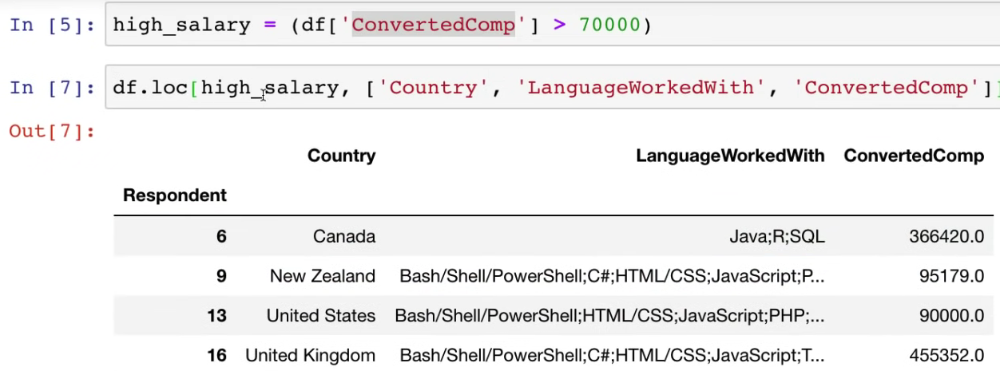 In [5]: high_salary = (df['ConvertedComp'] > 70000)
In [7]: df.loc[high_salary, ['Country', 'LanguageWorkedWith', 'ConvertedComp']]
Out[7]:
Country LanguageWorkedWith ConvertedComp
Respondent
6 Canada Java;R;SQL 366420.0
9 New Zealand Bash/Shell/PowerShell;C#;HTML/CSS;JavaScript;P... 95179.0
13 United States Bash/Shell/PowerShell;HTML/CSS;JavaScript;PHP;... 90000.0
16 United Kingdom Bash/Shell/PowerShell;C#;HTML/CSS;JavaScript;T... 455352.0